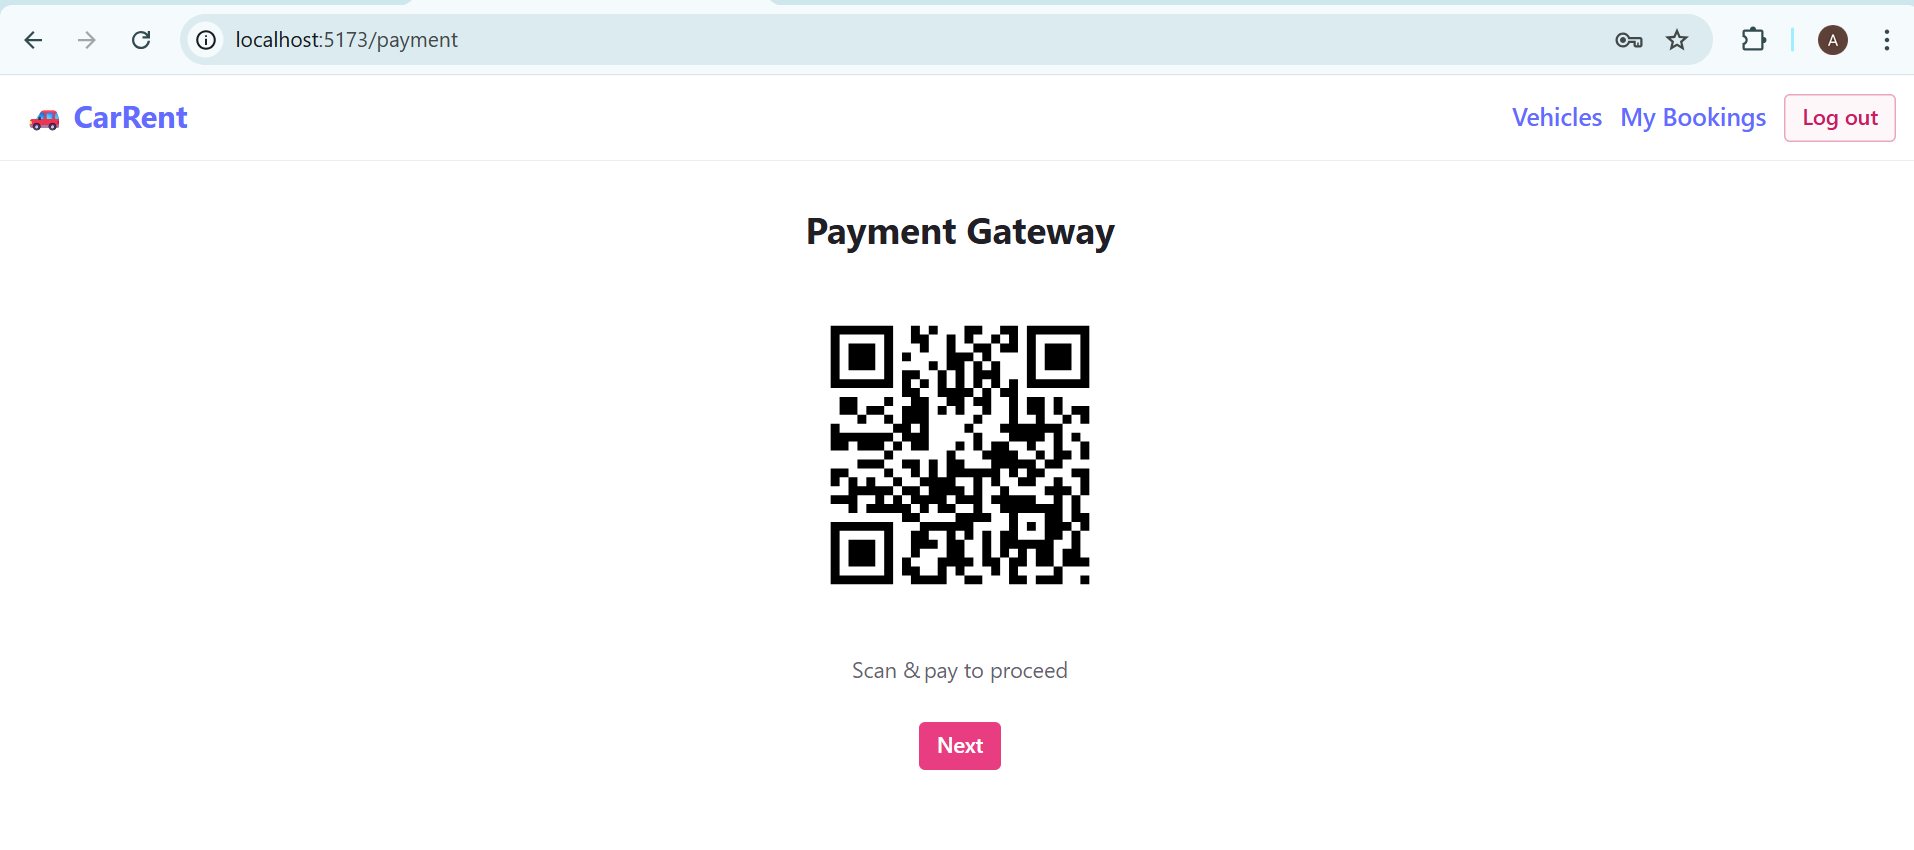 localhost:5173/payment
A
CarRent
Vehicles My Bookings Log out
Payment Gateway
Scan & pay to proceed
Next